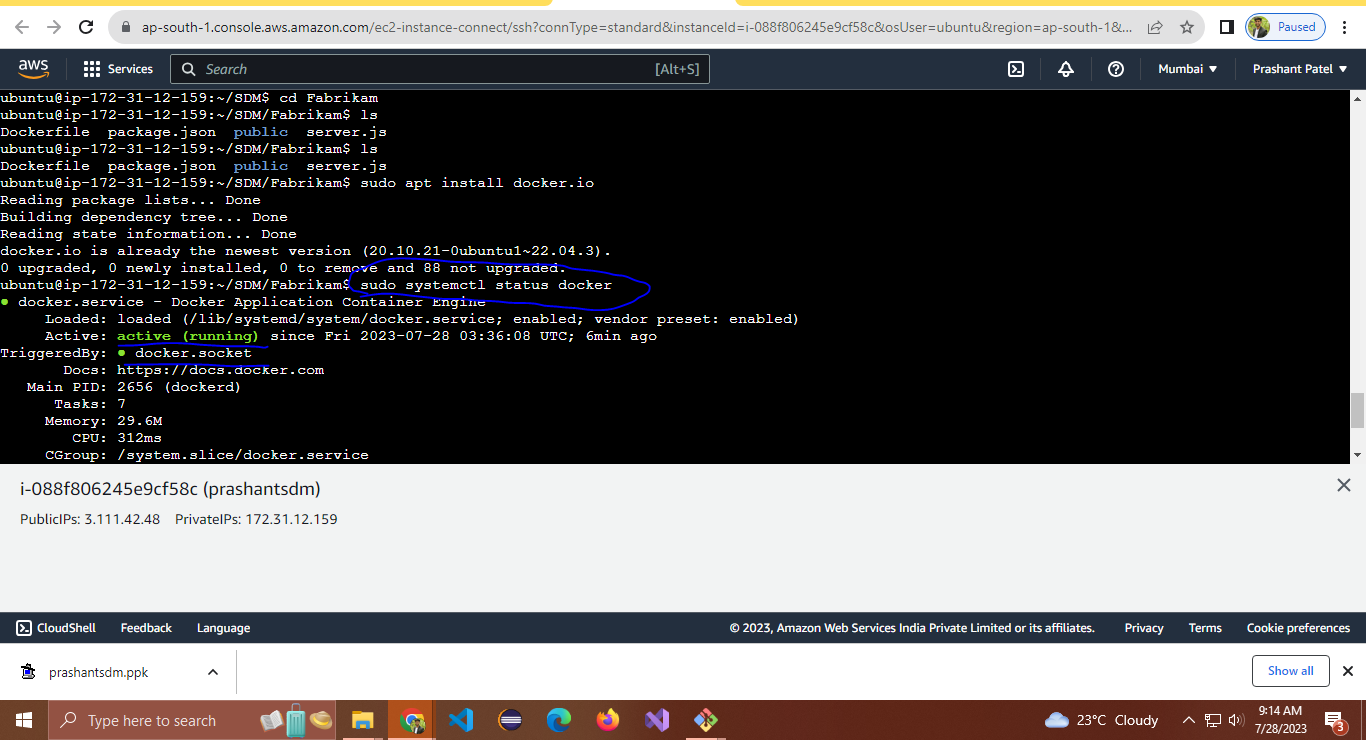 ap-south-1.console.aws.amazon.com/ec2-instance-connect/ssh?connType=standard&instanceId=i-088f806245e9cf58c&osUser=ubuntu&region=ap-south-1&... Paused
aws Services Search [Alt+S] Mumbai ▼ Prashant Patel ▼
ubuntu@ip-172-31-12-159:~/SDM$ cd Fabrikam
ubuntu@ip-172-31-12-159:~/SDM/Fabrikam$ ls
Dockerfile  package.json  public  server.js
ubuntu@ip-172-31-12-159:~/SDM/Fabrikam$ ls
Dockerfile  package.json  public  server.js
ubuntu@ip-172-31-12-159:~/SDM/Fabrikam$ sudo apt install docker.io
Reading package lists... Done
Building dependency tree... Done
Reading state information... Done
docker.io is already the newest version (20.10.21-0ubuntu1~22.04.3).
0 upgraded, 0 newly installed, 0 to remove and 88 not upgraded.
ubuntu@ip-172-31-12-159:~/SDM/Fabrikam$ sudo systemctl status docker
● docker.service - Docker Application Container Engine
Loaded: loaded (/lib/systemd/system/docker.service; enabled; vendor preset: enabled)
Active: active (running) since Fri 2023-07-28 03:36:08 UTC; 6min ago
TriggeredBy: ● docker.socket
Docs: https://docs.docker.com
Main PID: 2656 (dockerd)
Tasks: 7
Memory: 29.6M
CPU: 312ms
CGroup: /system.slice/docker.service
i-088f806245e9cf58c (prashantsdm)
PublicIPs: 3.111.42.48 PrivateIPs: 172.31.12.159
CloudShell Feedback Language © 2023, Amazon Web Services India Private Limited or its affiliates. Privacy Terms Cookie preferences
prashantsdm.ppk Show all
Type here to search 23°C Cloudy 9:14 AM
7/28/2023 3